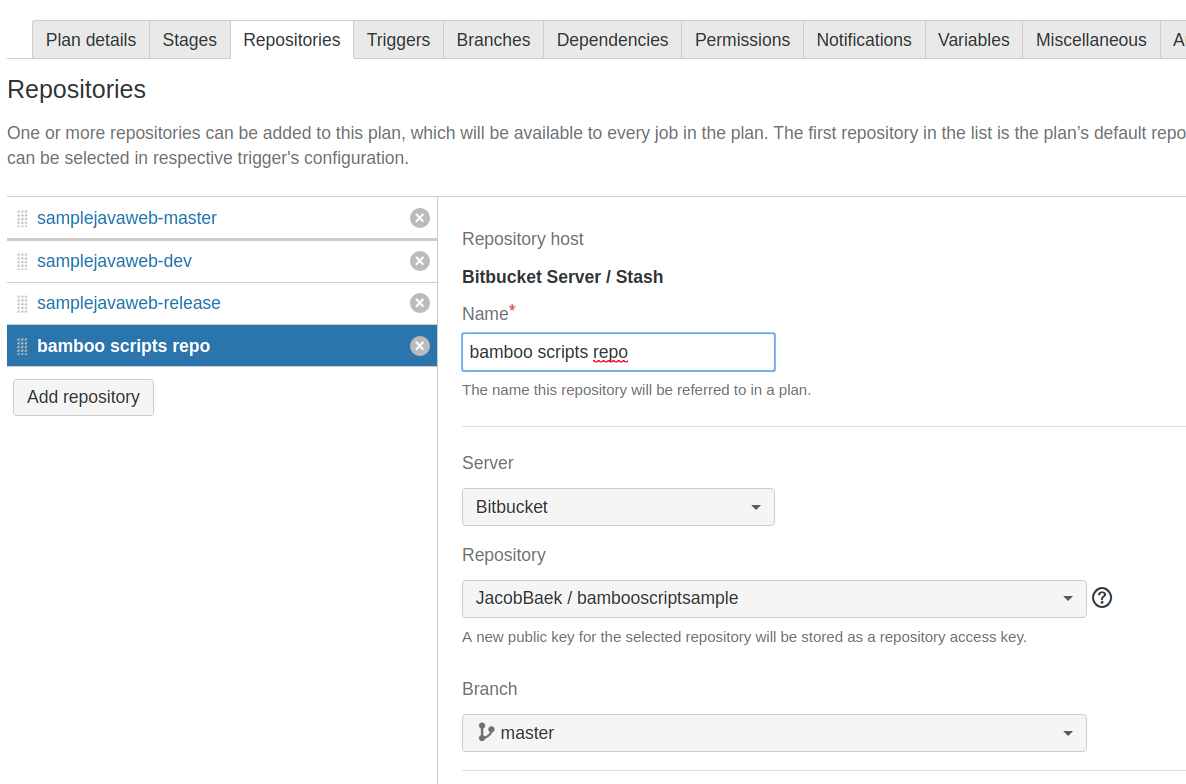 Plan details Stages Repositories Triggers Branches Dependencies Permissions Notifications Variables Miscellaneous A
Repositories
One or more repositories can be added to this plan, which will be available to every job in the plan. The first repository in the list is the plan's default repo
can be selected in respective trigger's configuration.
samplejavaweb-master
samplejavaweb-dev
samplejavaweb-release
bamboo scripts repo
Add repository
Repository host
Bitbucket Server / Stash
Name*
bamboo scripts repo
The name this repository will be referred to in a plan.
Server
Bitbucket
Repository
JacobBaek / bambooscriptsample
A new public key for the selected repository will be stored as a repository access key.
Branch
master